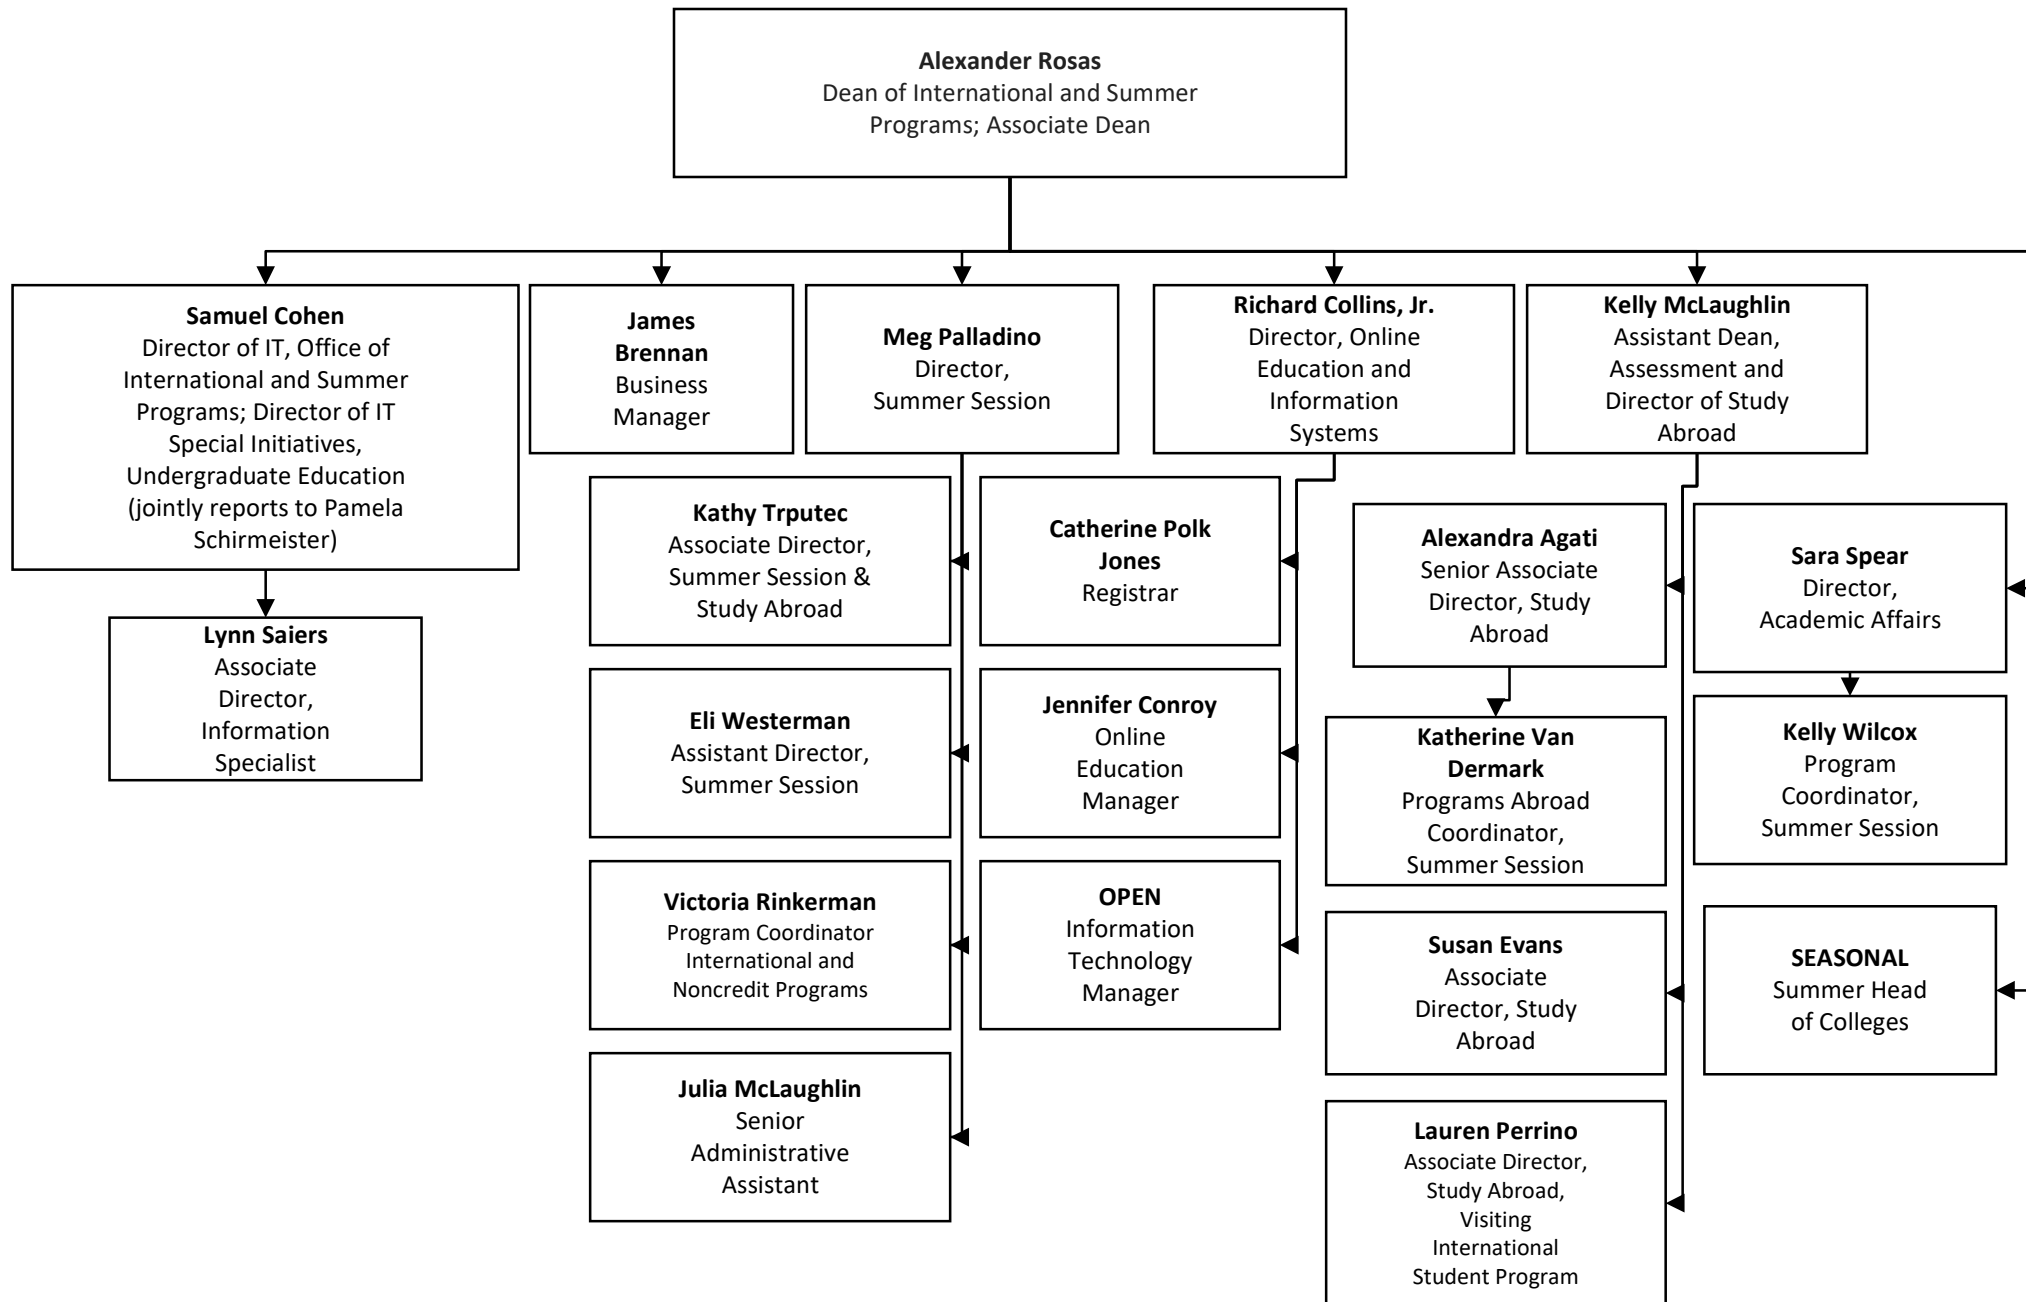 Alexander Rosas
Dean of International and Summer
Programs; Associate Dean
Samuel Cohen
Director of IT, Office of
International and Summer
Programs; Director of IT
Special Initiatives,
Undergraduate Education
(jointly reports to Pamela
Schirmeister)
James
Brennan
Business
Manager
Meg Palladino
Director,
Summer Session
Richard Collins, Jr.
Director, Online
Education and
Information
Systems
Kelly McLaughlin
Assistant Dean,
Assessment and
Director of Study
Abroad
Lynn Saiers
Associate
Director,
Information
Specialist
Kathy Trputec
Associate Director,
Summer Session &
Study Abroad
Eli Westerman
Assistant Director,
Summer Session
Victoria Rinkerman
Program Coordinator
International and
Noncredit Programs
Julia McLaughlin
Senior
Administrative
Assistant
Catherine Polk
Jones
Registrar
Jennifer Conroy
Online
Education
Manager
OPEN
Information
Technology
Manager
Alexandra Agati
Senior Associate
Director, Study
Abroad
Katherine Van
Dermark
Programs Abroad
Coordinator,
Summer Session
Susan Evans
Associate
Director, Study
Abroad
Lauren Perrino
Associate Director,
Study Abroad,
Visiting
International
Student Program
Sara Spear
Director,
Academic Affairs
Kelly Wilcox
Program
Coordinator,
Summer Session
SEASONAL
Summer Head
of Colleges